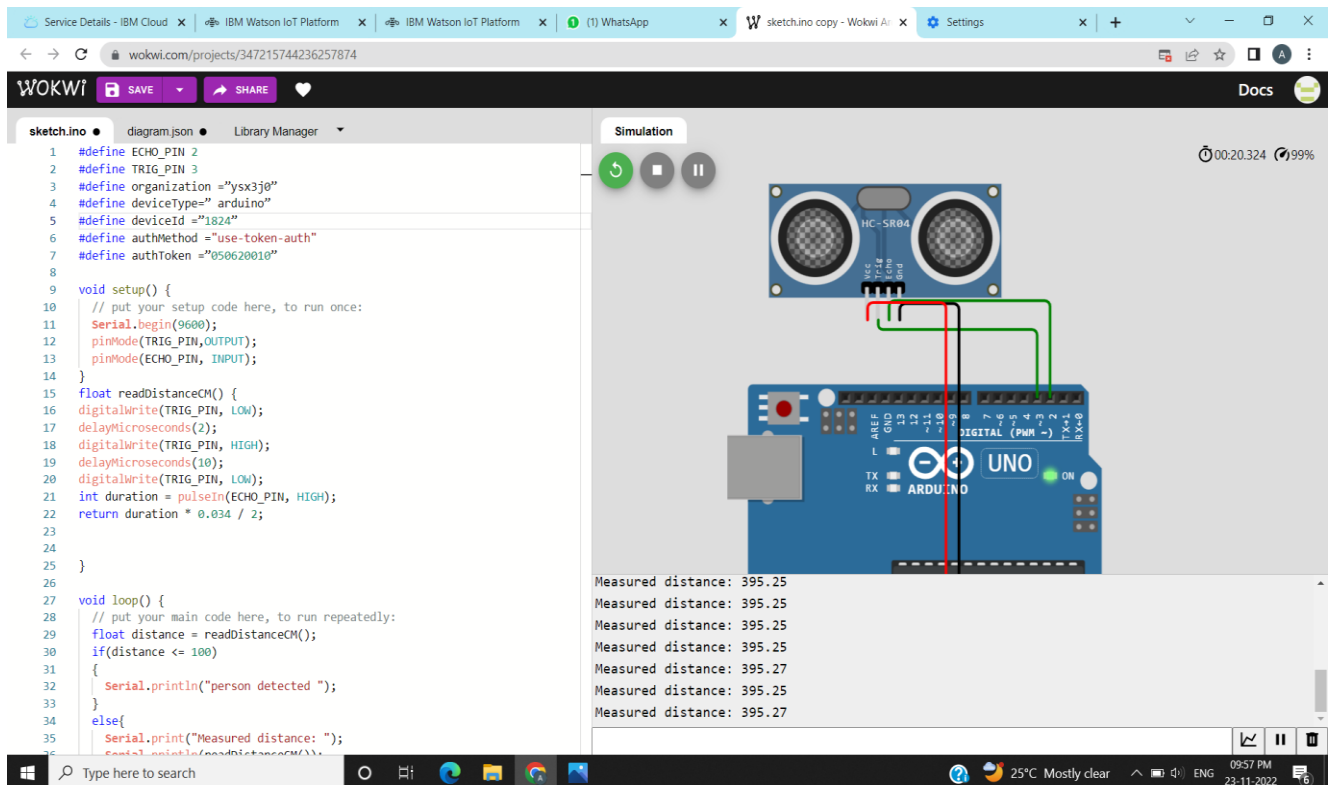 Service Details - IBM Cloud
IBM Watson IoT Platform
IBM Watson IoT Platform
(1) WhatsApp
sketch.ino copy - Wokwi Ar
Settings
wokwi.com/projects/347215744236257874
A
WOKWi
SAVE
SHARE
Docs
sketch.ino ●
diagram.json ●
Library Manager
1 #define ECHO_PIN 2
2 #define TRIG_PIN 3
3 #define organization =”ysx3j0”
4 #define deviceType=” arduino”
5 #define deviceId =”1824”
6 #define authMethod ="use-token-auth"
7 #define authToken =”050620010”
8
9 void setup() {
10 // put your setup code here, to run once:
11 Serial.begin(9600);
12 pinMode(TRIG_PIN,OUTPUT);
13 pinMode(ECHO_PIN, INPUT);
14 }
15 float readDistanceCM() {
16 digitalWrite(TRIG_PIN, LOW);
17 delayMicroseconds(2);
18 digitalWrite(TRIG_PIN, HIGH);
19 delayMicroseconds(10);
20 digitalWrite(TRIG_PIN, LOW);
21 int duration = pulseIn(ECHO_PIN, HIGH);
22 return duration * 0.034 / 2;
23
24
25 }
26
27 void loop() {
28 // put your main code here, to run repeatedly:
29 float distance = readDistanceCM();
30 if(distance <= 100)
31 {
32 Serial.println("person detected ");
33 }
34 else{
35 Serial.print("Measured distance: ");
36 Serial.println(readDistanceCM());
Simulation
00:20.324 99%
HC-SR04
Vcc
Trig
Echo
Gnd
AREF
GND
13
12
~11
~10
~9
8
7
~6
~5
4
~3
2
TX→1
RX←0
DIGITAL (PWM ~)
L
TX
RX
ARDUINO
UNO
ON
Measured distance: 395.25
Measured distance: 395.25
Measured distance: 395.25
Measured distance: 395.25
Measured distance: 395.27
Measured distance: 395.25
Measured distance: 395.27
Type here to search
25°C Mostly clear
ENG
09:57 PM
23-11-2022
6